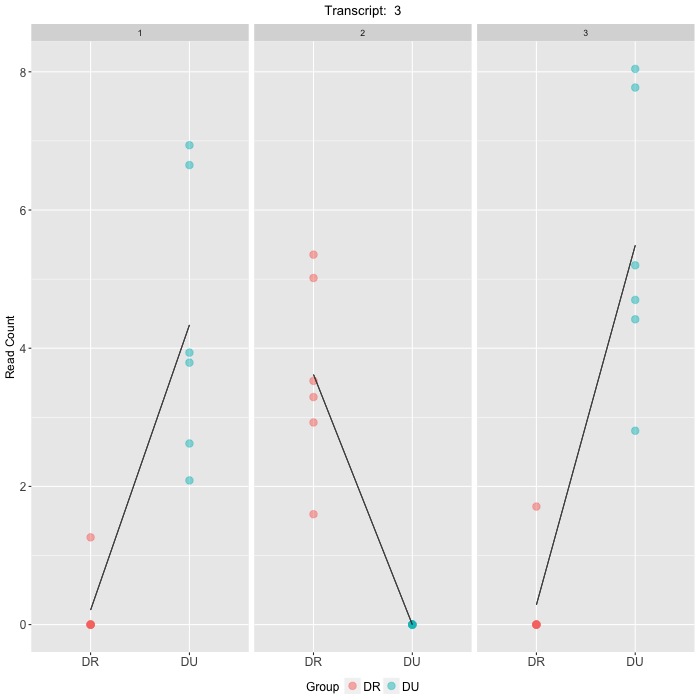 Transcript: 3
1 2 3
8
6
4
2
0
Read Count
DR DU DR DU DR DU
Group DR DU